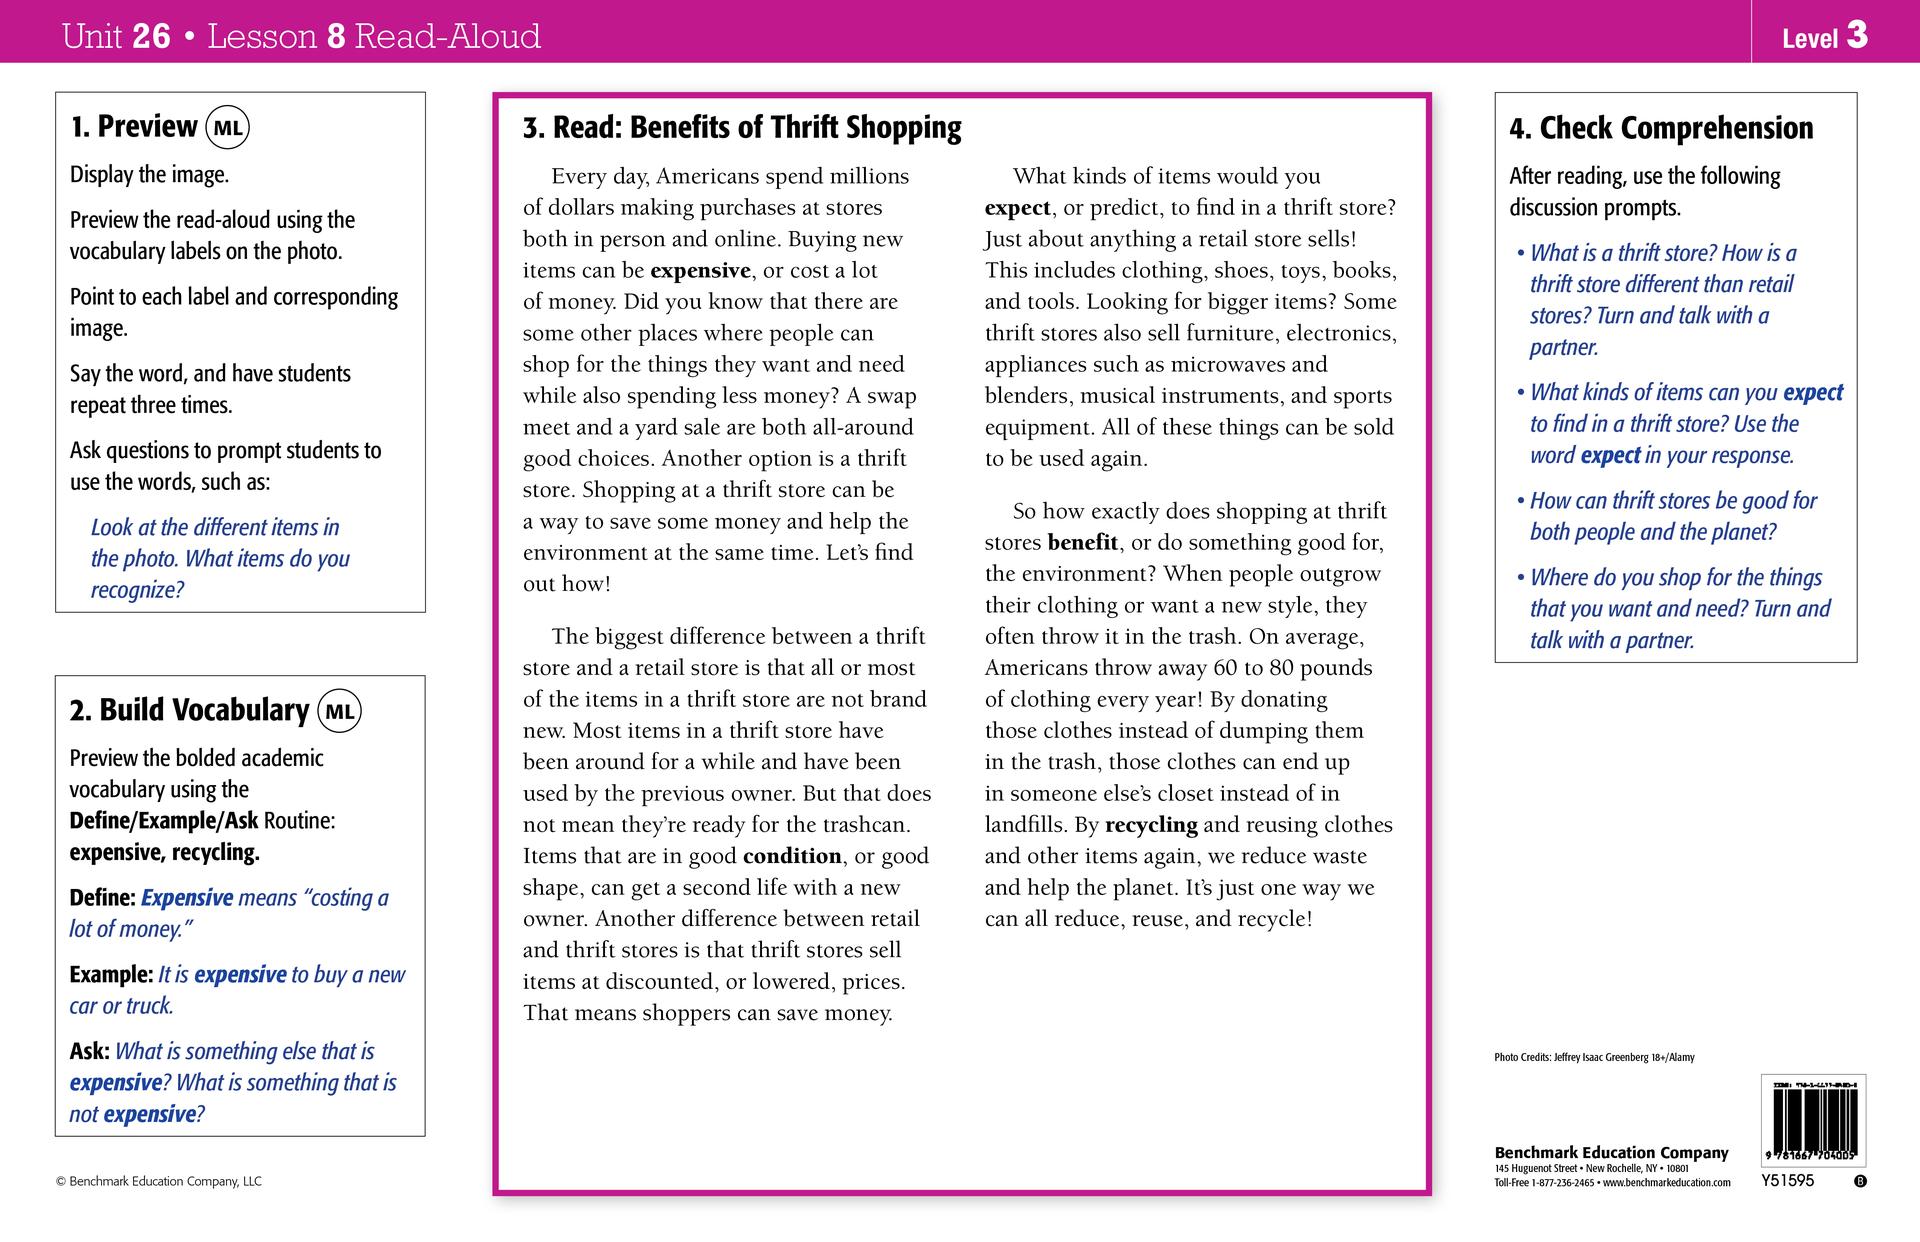 Unit 26 • Lesson 8 Read-Aloud
Level 3
1. Preview ML
Display the image.
Preview the read-aloud using the
vocabulary labels on the photo.
Point to each label and corresponding
image.
Say the word, and have students
repeat three times.
Ask questions to prompt students to
use the words, such as:
Look at the different items in
the photo. What items do you
recognize?
2. Build Vocabulary ML
Preview the bolded academic
vocabulary using the
Define/Example/Ask Routine:
expensive, recycling.
Define: Expensive means “costing a
lot of money.”
Example: It is expensive to buy a new
car or truck.
Ask: What is something else that is
expensive? What is something that is
not expensive?
© Benchmark Education Company, LLC
3. Read: Benefits of Thrift Shopping
Every day, Americans spend millions
of dollars making purchases at stores
both in person and online. Buying new
items can be expensive, or cost a lot
of money. Did you know that there are
some other places where people can
shop for the things they want and need
while also spending less money? A swap
meet and a yard sale are both all-around
good choices. Another option is a thrift
store. Shopping at a thrift store can be
a way to save some money and help the
environment at the same time. Let’s find
out how!
The biggest difference between a thrift
store and a retail store is that all or most
of the items in a thrift store are not brand
new. Most items in a thrift store have
been around for a while and have been
used by the previous owner. But that does
not mean they’re ready for the trashcan.
Items that are in good condition, or good
shape, can get a second life with a new
owner. Another difference between retail
and thrift stores is that thrift stores sell
items at discounted, or lowered, prices.
That means shoppers can save money.
What kinds of items would you
expect, or predict, to find in a thrift store?
Just about anything a retail store sells!
This includes clothing, shoes, toys, books,
and tools. Looking for bigger items? Some
thrift stores also sell furniture, electronics,
appliances such as microwaves and
blenders, musical instruments, and sports
equipment. All of these things can be sold
to be used again.
So how exactly does shopping at thrift
stores benefit, or do something good for,
the environment? When people outgrow
their clothing or want a new style, they
often throw it in the trash. On average,
Americans throw away 60 to 80 pounds
of clothing every year! By donating
those clothes instead of dumping them
in the trash, those clothes can end up
in someone else’s closet instead of in
landfills. By recycling and reusing clothes
and other items again, we reduce waste
and help the planet. It’s just one way we
can all reduce, reuse, and recycle!
4. Check Comprehension
After reading, use the following
discussion prompts.
• What is a thrift store? How is a
thrift store different than retail
stores? Turn and talk with a
partner.
• What kinds of items can you expect
to find in a thrift store? Use the
word expect in your response.
• How can thrift stores be good for
both people and the planet?
• Where do you shop for the things
that you want and need? Turn and
talk with a partner.
Photo Credits: Jeffrey Isaac Greenberg 18+/Alamy
Benchmark Education Company
145 Huguenot Street • New Rochelle, NY • 10801
Toll-Free 1-877-236-2465 • www.benchmarkeducation.com
9 781667 704005
Y51595
B